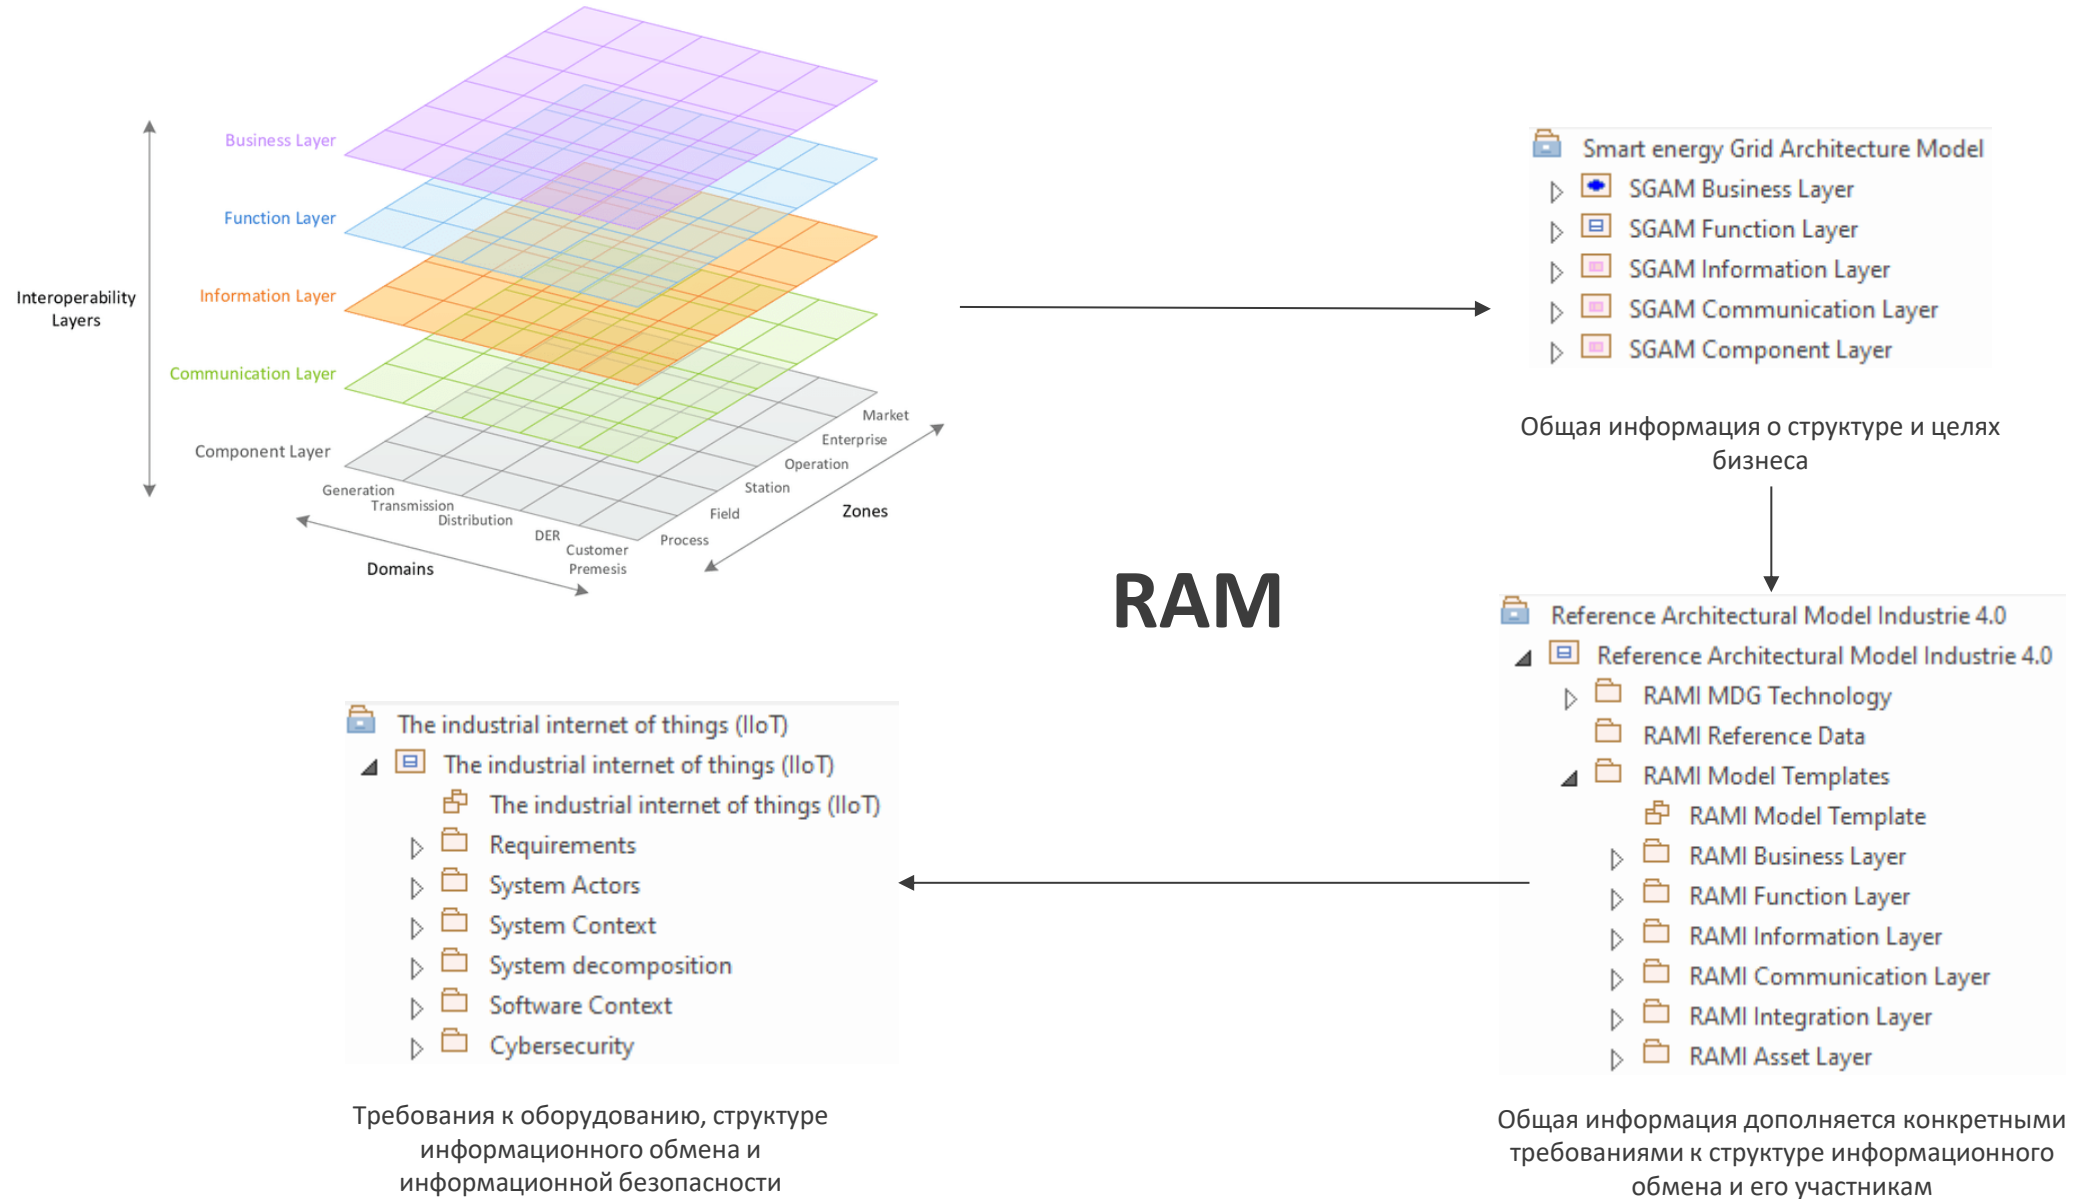 Business Layer
Function Layer
Information Layer
Communication Layer
Component Layer
Interoperability
Layers
Generation
Transmission
Distribution
DER
Customer
Premesis
Domains
Process
Field
Station
Operation
Enterprise
Market
Zones
Smart energy Grid Architecture Model
SGAM Business Layer
SGAM Function Layer
SGAM Information Layer
SGAM Communication Layer
SGAM Component Layer
Общая информация о структуре и целях
бизнеса
RAM
Reference Architectural Model Industrie 4.0
Reference Architectural Model Industrie 4.0
RAMI MDG Technology
RAMI Reference Data
RAMI Model Templates
RAMI Model Template
RAMI Business Layer
RAMI Function Layer
RAMI Information Layer
RAMI Communication Layer
RAMI Integration Layer
RAMI Asset Layer
Общая информация дополняется конкретными
требованиями к структуре информационного
обмена и его участникам
The industrial internet of things (IIoT)
The industrial internet of things (IIoT)
The industrial internet of things (IIoT)
Requirements
System Actors
System Context
System decomposition
Software Context
Cybersecurity
Требования к оборудованию, структуре
информационного обмена и
информационной безопасности